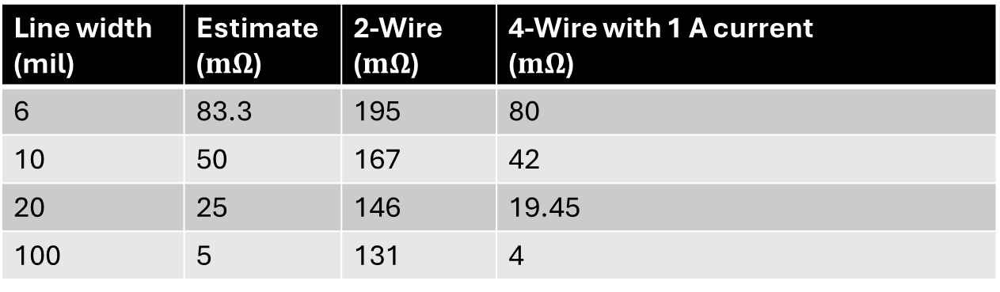 Line width (mil) Estimate (mΩ) 2-Wire (mΩ) 4-Wire with 1 A current (mΩ)
6 83.3 195 80
10 50 167 42
20 25 146 19.45
100 5 131 4